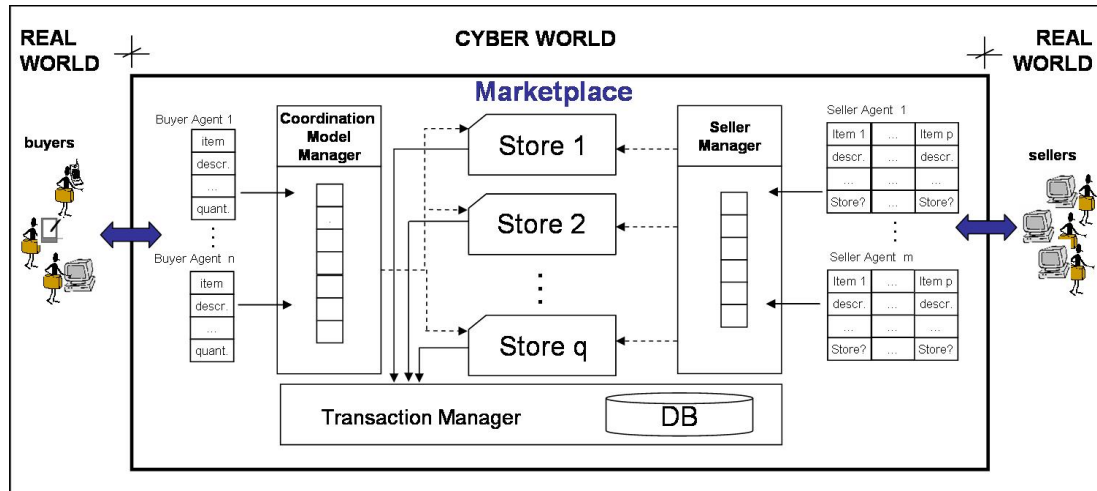 REAL
WORLD
CYBER WORLD
REAL
WORLD
Marketplace
buyers
Buyer Agent 1
item
descr.
...
quant.
Buyer Agent n
item
descr.
...
quant.
Coordination
Model
Manager
Store 1
Store 2
Store q
Seller
Manager
Seller Agent 1
Item 1 ... Item p
descr. ... descr.
... ... ...
Store? ... Store?
Seller Agent m
Item 1 ... Item p
descr. ... descr.
... ... ...
Store? ... Store?
sellers
Transaction Manager
DB